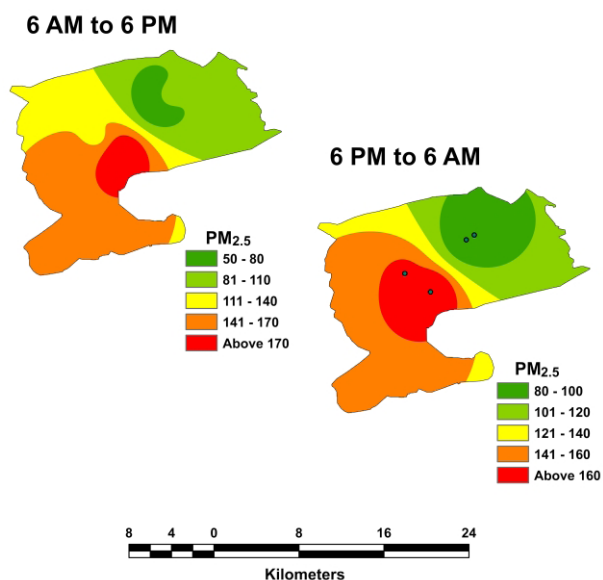 6 AM to 6 PM
PM2.5
50 - 80
81 - 110
111 - 140
141 - 170
Above 170
6 PM to 6 AM
PM2.5
80 - 100
101 - 120
121 - 140
141 - 160
Above 160
8 4 0 8 16 24
Kilometers